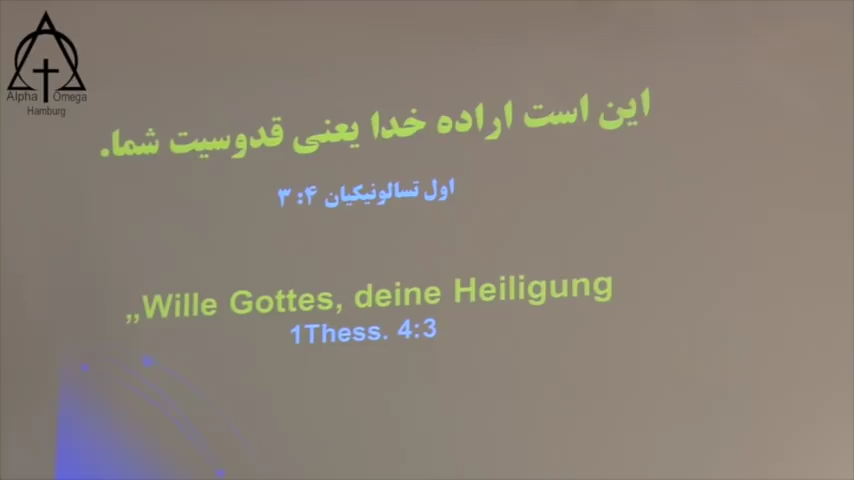 Alpha Omega
Hamburg
این است اراده خدا یعنی قدوسیت شما.
اول تسالونیکیان ۴: ۳
„Wille Gottes, deine Heiligung
1Thess. 4:3